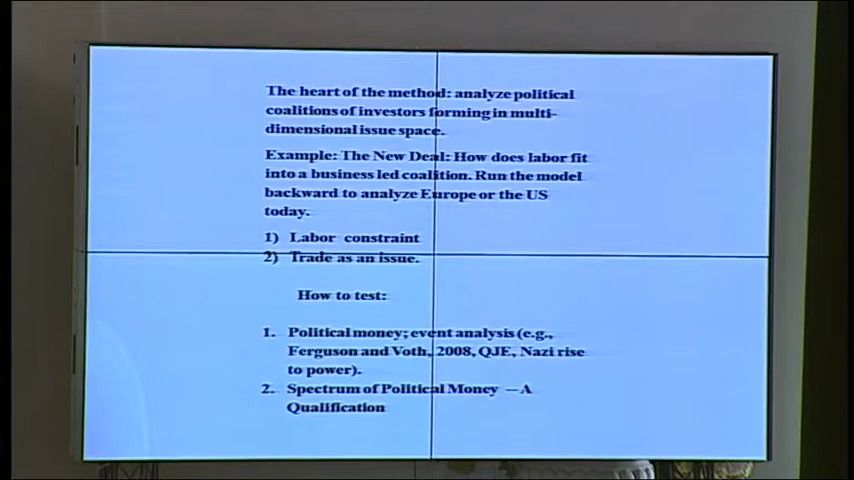 The heart of the method: analyze political
coalitions of investors forming in multi-
dimensional issue space.
Example: The New Deal: How does labor fit
into a business led coalition. Run the model
backward to analyze Europe or the US
today.
1) Labor constraint
2) Trade as an issue.
How to test:
1. Political money; event analysis (e.g.,
Ferguson and Voth, 2008, QJE, Nazi rise
to power).
2. Spectrum of Political Money —A
Qualification